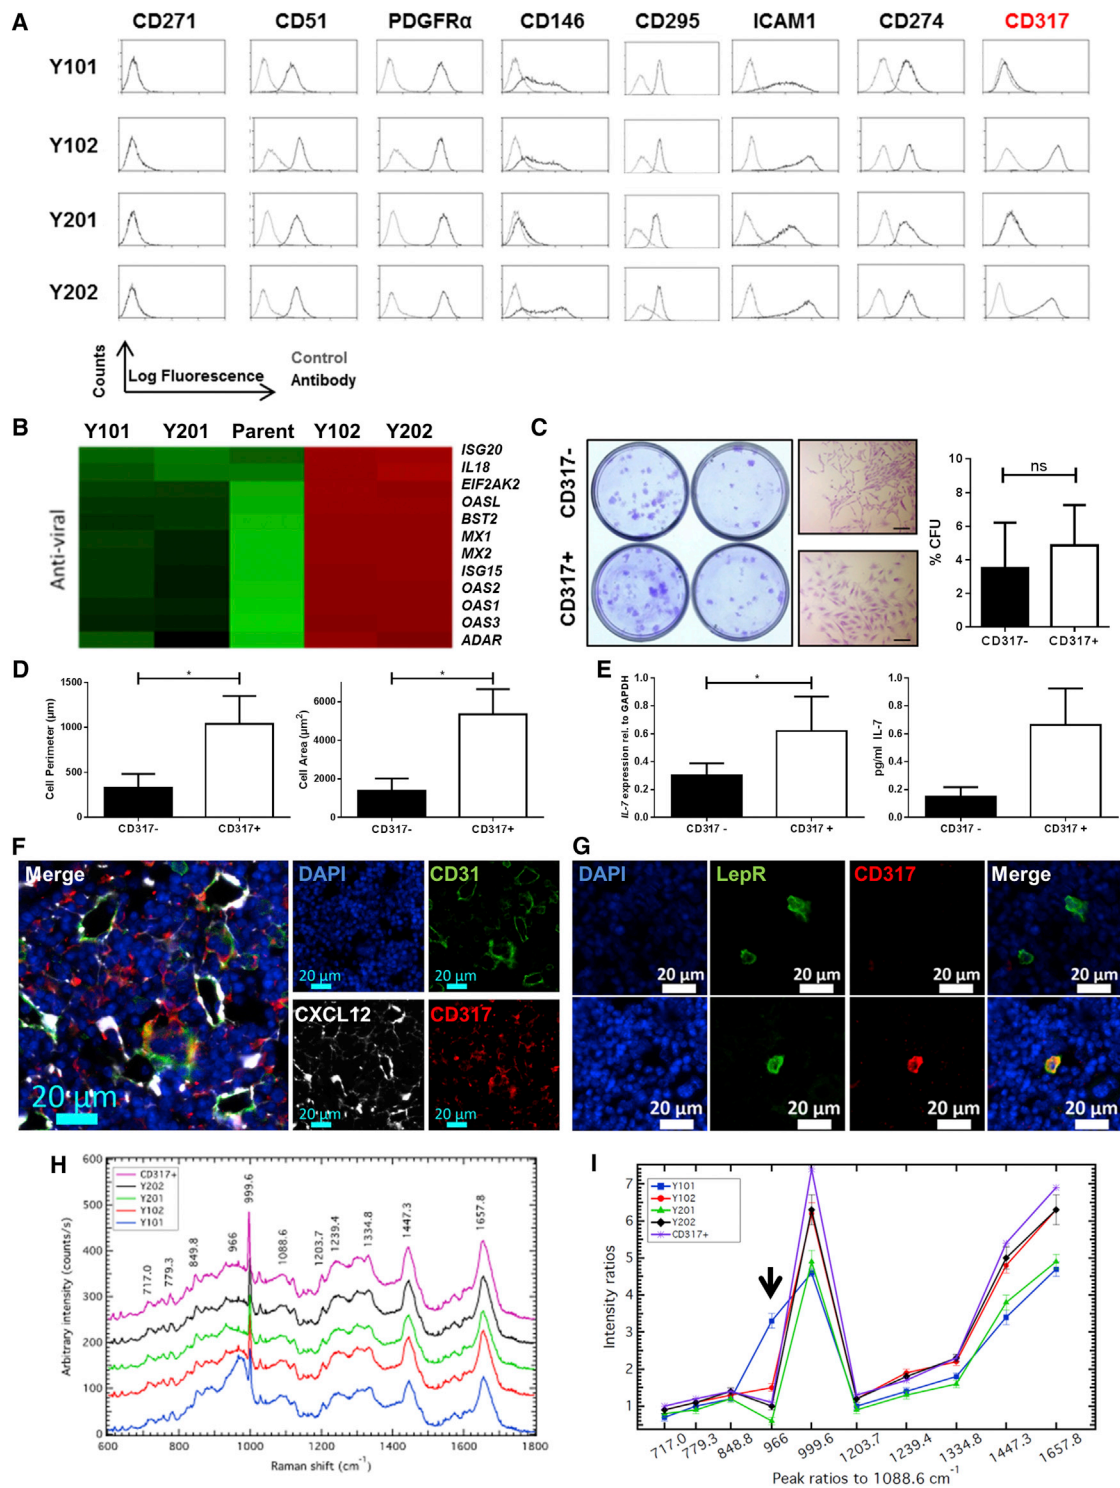 A
CD271 CD51 PDGFRα CD146 CD295 ICAM1 CD274 CD317
Y101
Y102
Y201
Y202
Counts
Log Fluorescence
Control
Antibody
B
Y101 Y201 Parent Y102 Y202
Anti-viral
ISG20
IL18
EIF2AK2
OASL
BST2
MX1
MX2
ISG15
OAS2
OAS1
OAS3
ADAR
C
CD317-
CD317+
% CFU
ns
10
8
6
4
2
0
CD317- CD317+
D
Cell Perimeter (µm)
1500
1000
500
0
*
CD317- CD317+
Cell Area (µm²)
6000
4000
2000
0
*
CD317- CD317+
E
IL-7 expression rel. to GAPDH
1.0
0.8
0.6
0.4
0.2
0.0
*
CD317 - CD317 +
pg/ml IL-7
1.0
0.8
0.6
0.4
0.2
0.0
CD317 - CD317 +
F
Merge
20 µm
DAPI
20 µm
CD31
20 µm
CXCL12
20 µm
CD317
20 µm
G
DAPI LepR CD317 Merge
20 µm 20 µm 20 µm 20 µm
20 µm 20 µm 20 µm 20 µm
H
Arbitrary intensity (counts/s)
600
500
400
300
200
100
0
CD317+
Y202
Y201
Y102
Y101
717.0 779.3 849.8 966 999.6 1088.6 1203.7 1239.4 1334.8 1447.3 1657.8
600 800 1000 1200 1400 1600 1800
Raman shift (cm⁻¹)
I
Intensity ratios
7
6
5
4
3
2
1
Y101
Y102
Y201
Y202
CD317+
717.0 779.3 848.8 966 999.6 1203.7 1239.4 1334.8 1447.3 1657.8
Peak ratios to 1088.6 cm⁻¹